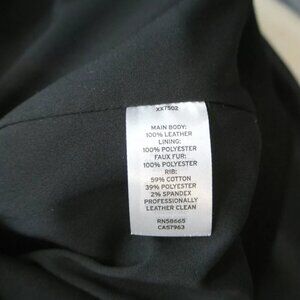 XX7502
MAIN BODY:
100% LEATHER
LINING:
100% POLYESTER
FAUX FUR:
100% POLYESTER
RIB:
59% COTTON
39% POLYESTER
2% SPANDEX
PROFESSIONALLY
LEATHER CLEAN
RN58665
CA57963